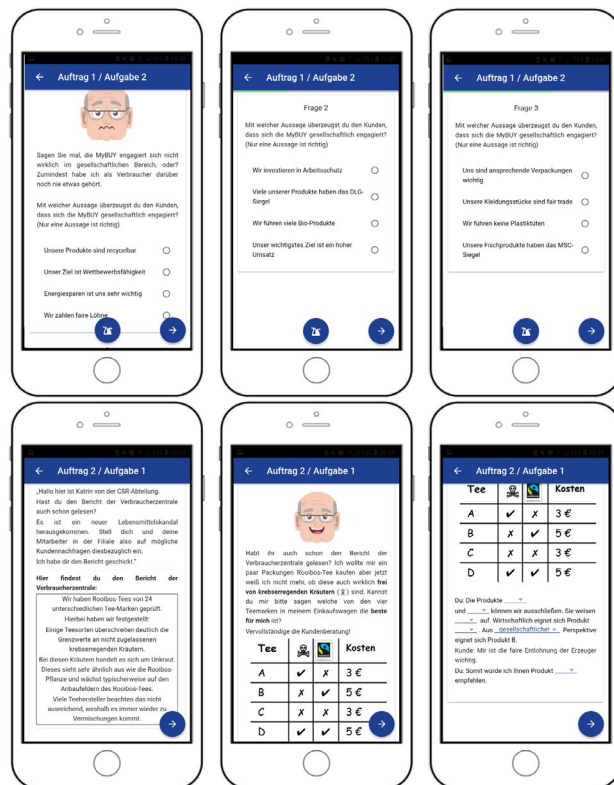 Auftrag 1 / Aufgabe 2
Sagen Sie mal, die MyBUY engagiert sich nicht
wirklich im gesellschaftlichen Bereich, oder?
Zumindest habe ich als Verbraucher darüber
noch nie etwas gehört.
Mit welcher Aussage überzeugst du den Kunden,
dass sich die MyBUY gesellschaftlich engagiert?
(Nur eine Aussage ist richtig)
Unsere Produkte sind recycelbar
Unser Ziel ist Wettbewerbsfähigkeit
Energiesparen ist uns sehr wichtig
Wir zahlen faire Löhne
Auftrag 1 / Aufgabe 2
Frage 2
Mit welcher Aussage überzeugst du den Kunden,
dass sich die MyBUY gesellschaftlich engagiert?
(Nur eine Aussage ist richtig)
Wir investieren in Arbeitsschutz
Viele unserer Produkte haben das DLG-
Siegel
Wir führen viele Bio-Produkte
Unser wichtigstes Ziel ist ein hoher
Umsatz
Auftrag 1 / Aufgabe 2
Frage 3
Mit welcher Aussage überzeugst du den Kunden,
dass sich die MyBUY gesellschaftlich engagiert?
(Nur eine Aussage ist richtig)
Uns sind ansprechende Verpackungen
wichtig
Unsere Kleidungsstücke sind fair trade
Wir führen keine Plastiktüten
Unsere Fischprodukte haben das MSC-
Siegel
Auftrag 2 / Aufgabe 1
„Hallo hier ist Katrin von der CSR-Abteilung.
Hast du den Bericht der Verbraucherzentrale
auch schon gelesen?
Es ist ein neuer Lebensmittelskandal
herausgekommen. Stell dich und deine
Mitarbeiter in der Filiale also auf mögliche
Kundennachfragen diesbezüglich ein.
Ich habe dir den Bericht geschickt."
Hier findest du den Bericht der
Verbraucherzentrale:
Wir haben Rooibos-Tees von 24
unterschiedlichen Tee-Marken geprüft.
Hierbei haben wir festgestellt:
Einige Teesorten überschreiten deutlich die
Grenzwerte an nicht zugelassenen
krebserregenden Kräutern.
Bei diesen Kräutern handelt es sich um Unkraut.
Dieses sieht sehr ähnlich aus wie die Rooibos-
Pflanze und wächst typischerweise auf den
Anbaufeldern des Rooibos-Tees.
Viele Teehersteller beachten das nicht
ausreichend, weshalb es immer wieder zu
Vermischungen kommt.
Auftrag 2 / Aufgabe 1
Habt ihr auch schon den Bericht der
Verbraucherzentrale gelesen? Ich wollte mir ein
paar Packungen Rooibos-Tee kaufen aber jetzt
weiß ich nicht mehr, ob diese auch wirklich frei
von krebserregenden Kräutern ( ) sind. Kannst
du mir bitte sagen welche von den vier
Teemarken in meinem Einkaufswagen die beste
für mich ist?
Vervollständige die Kundenberatung!
Tee Kosten
A ✓ ✗ 3 €
B ✗ ✓ 5 €
C ✗ ✗ 3 €
D ✓ ✓ 5 €
Auftrag 2 / Aufgabe 1
Tee Kosten
A ✓ ✗ 3 €
B ✗ ✓ 5 €
C ✗ ✗ 3 €
D ✓ ✓ 5 €
Du: Die Produkte
und können wir ausschließen. Sie weisen
auf. Wirtschaftlich eignet sich Produkt
. Aus gesellschaftlicher Perspektive
eignet sich Produkt B.
Kunde: Mir ist die faire Entlohnung der Erzeuger
wichtig.
Du: Somit würde ich Ihnen Produkt
empfehlen.